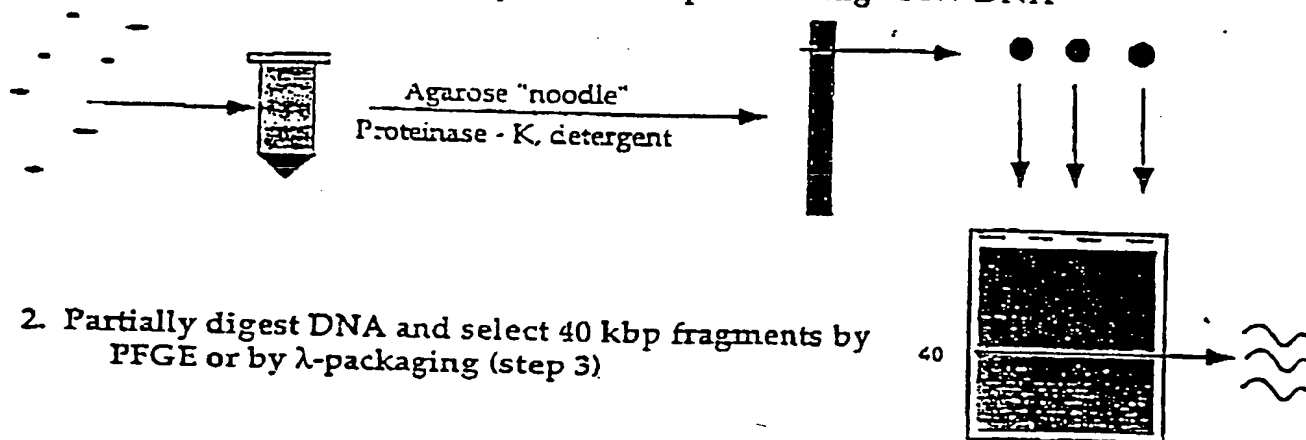 DNA
Agarose "noodle"
Proteinase - K, detergent
2. Partially digest DNA and select 40 kbp fragments by
PFGE or by λ-packaging (step 3)
40